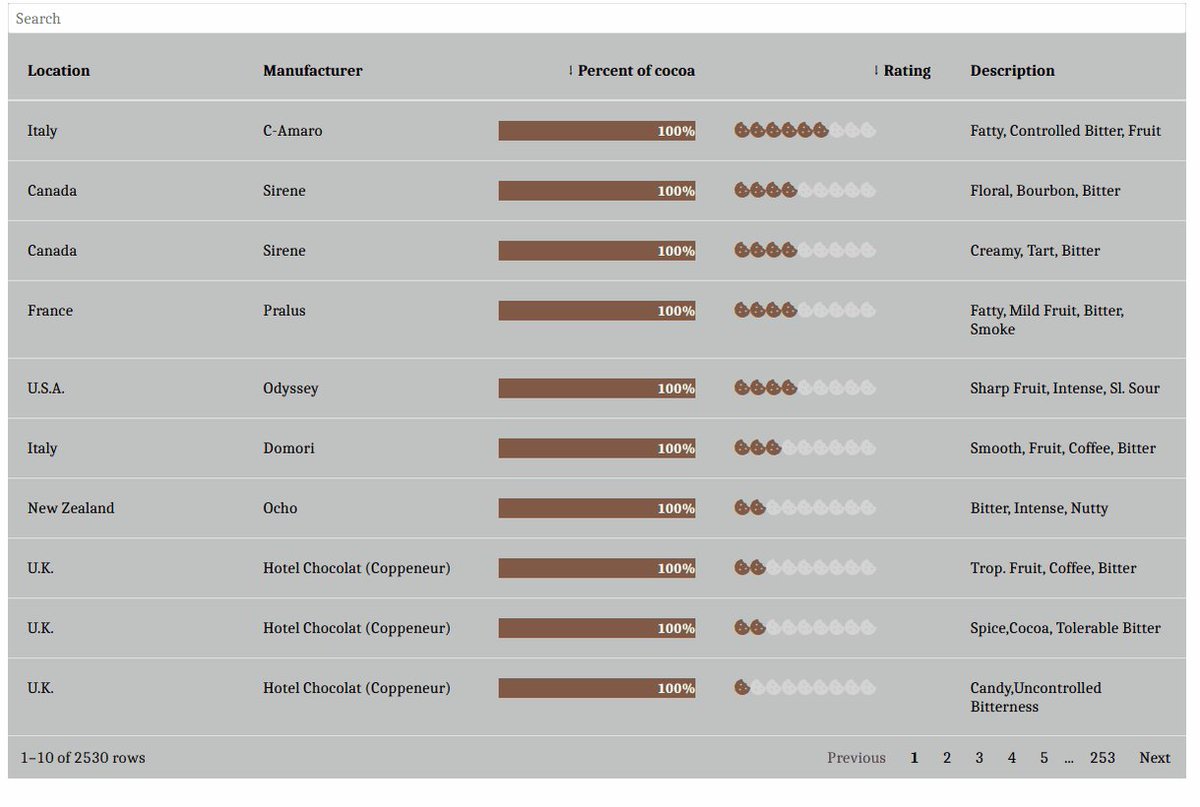 Search
Location Manufacturer ↓ Percent of cocoa ↓ Rating Description
Italy C-Amaro 100% Fatty, Controlled Bitter, Fruit
Canada Sirene 100% Floral, Bourbon, Bitter
Canada Sirene 100% Creamy, Tart, Bitter
France Pralus 100% Fatty, Mild Fruit, Bitter,
Smoke
U.S.A. Odyssey 100% Sharp Fruit, Intense, Sl. Sour
Italy Domori 100% Smooth, Fruit, Coffee, Bitter
New Zealand Ocho 100% Bitter, Intense, Nutty
U.K. Hotel Chocolat (Coppeneur) 100% Trop. Fruit, Coffee, Bitter
U.K. Hotel Chocolat (Coppeneur) 100% Spice,Cocoa, Tolerable Bitter
U.K. Hotel Chocolat (Coppeneur) 100% Candy,Uncontrolled
Bitterness
1–10 of 2530 rows Previous 1 2 3 4 5 ... 253 Next